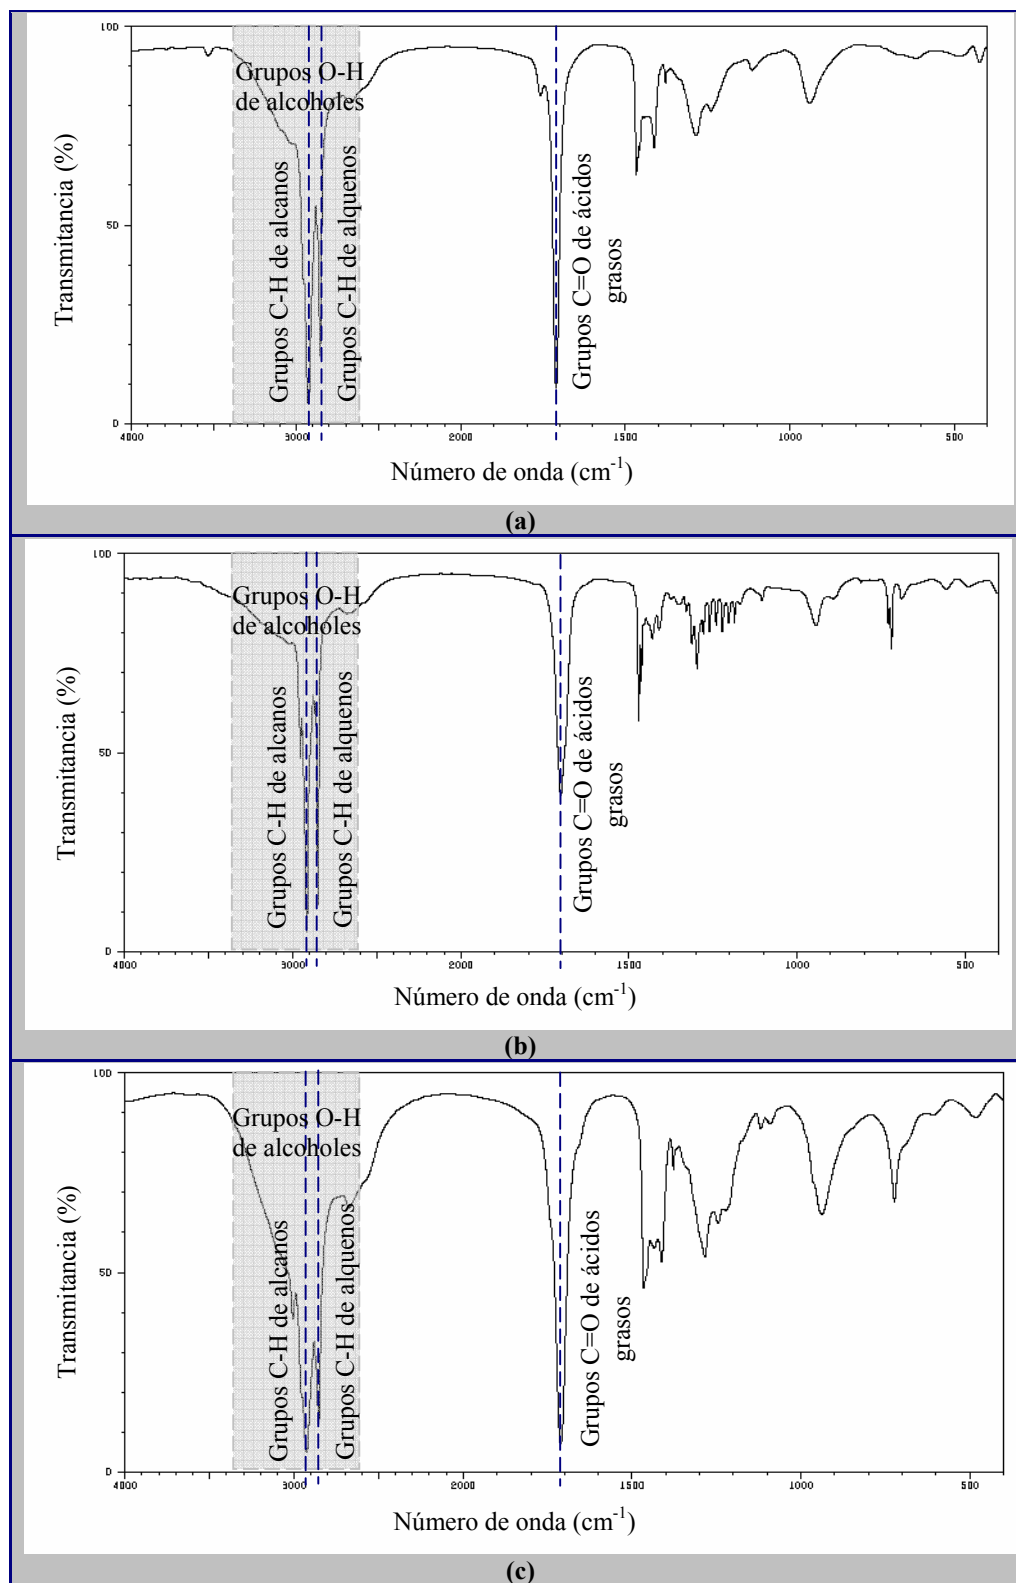 100
Grupos O-H
de alcoholes
Grupos C-H de alcanos
Grupos C-H de alquenos
Grupos C=O de ácidos
grasos
Transmitancia (%)
50
0
4000 3000 2000 1500 1000 500
Número de onda (cm-1)
(a)
100
Grupos O-H
de alcoholes
Grupos C-H de alcanos
Grupos C-H de alquenos
Grupos C=O de ácidos
grasos
Transmitancia (%)
50
0
4000 3000 2000 1500 1000 500
Número de onda (cm-1)
(b)
100
Grupos O-H
de alcoholes
Grupos C-H de alcanos
Grupos C-H de alquenos
Grupos C=O de ácidos
grasos
Transmitancia (%)
50
0
4000 3000 2000 1500 1000 500
Número de onda (cm-1)
(c)